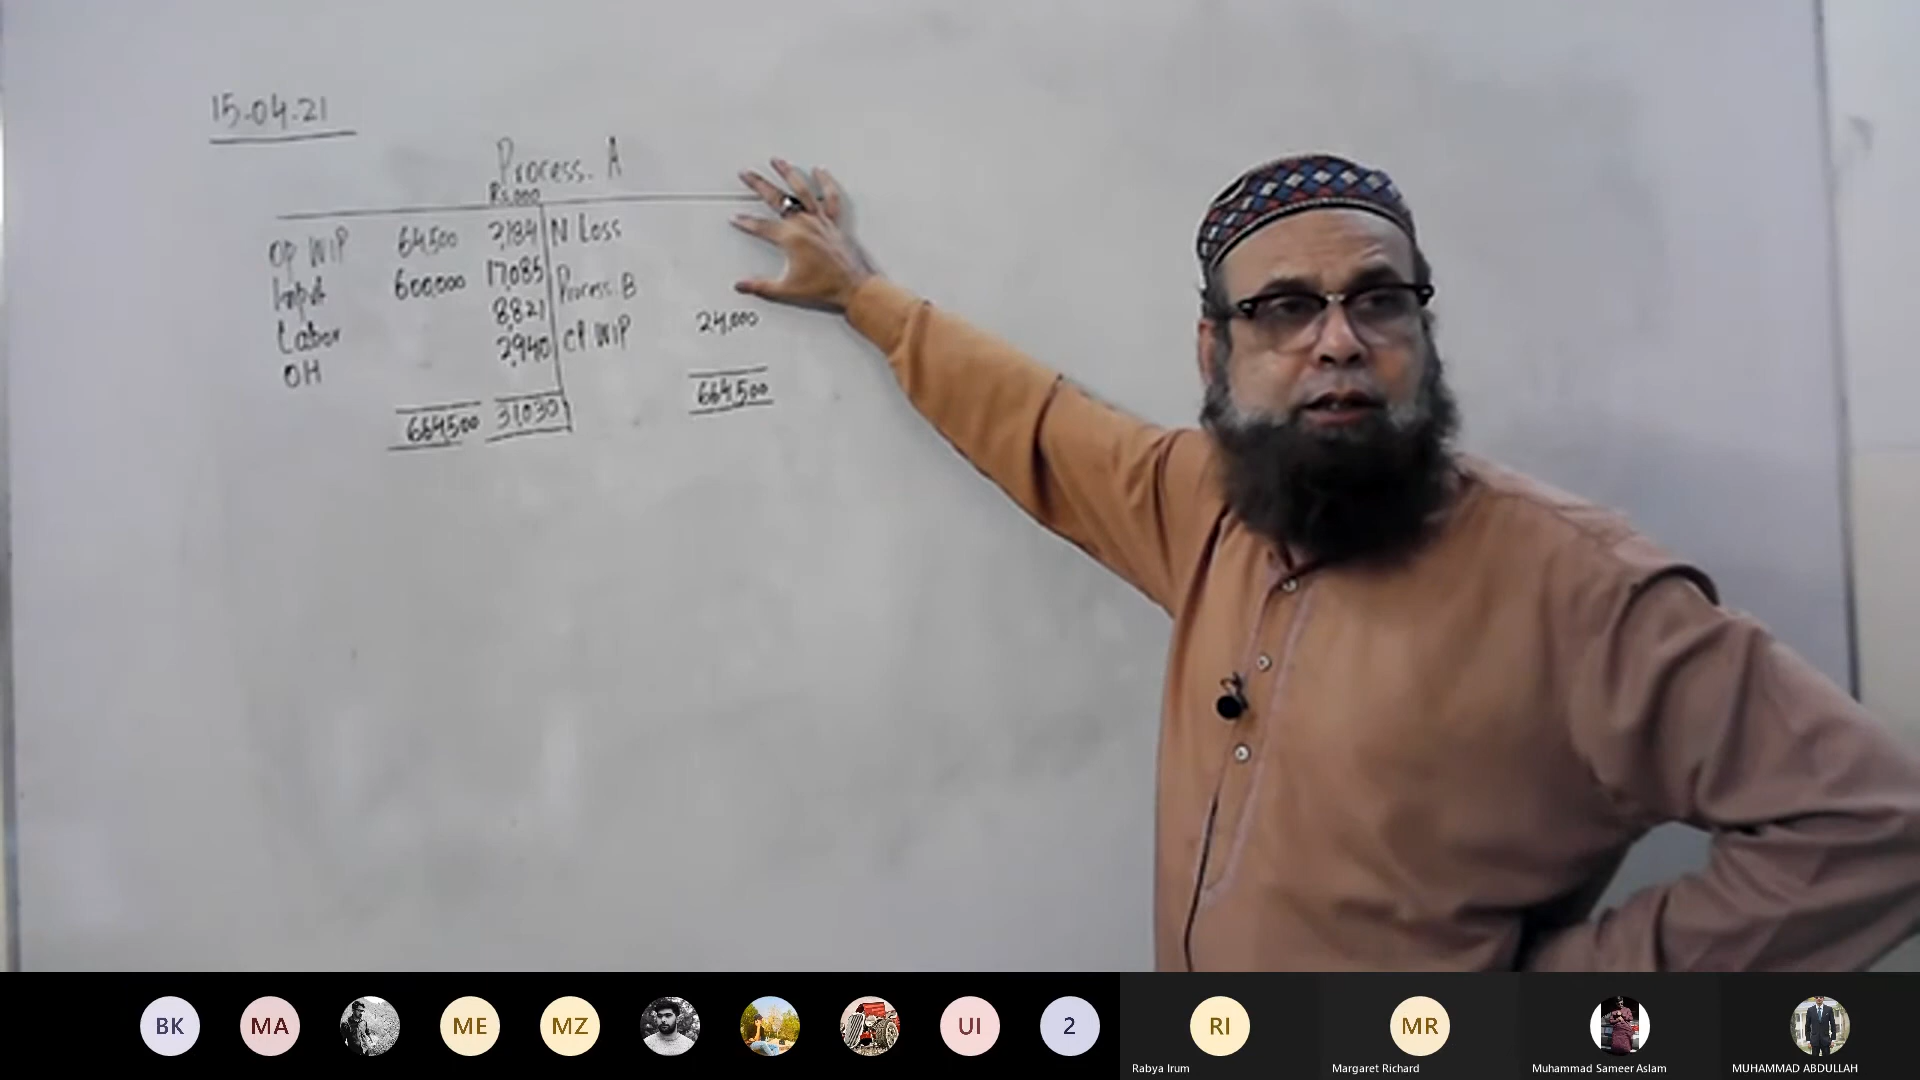 15-04-21
Process. A
Rs.000
OP WIP 64,500 2,184 N Loss
Input 600,000 17,085 Process. B
Labor 8,821
OH 2,940 Cl. WIP 24,000
664,500 31,030 664,500
BK MA ME MZ UI 2 RI MR
Rabya Irum Margaret Richard Muhammad Sameer Aslam MUHAMMAD ABDULLAH